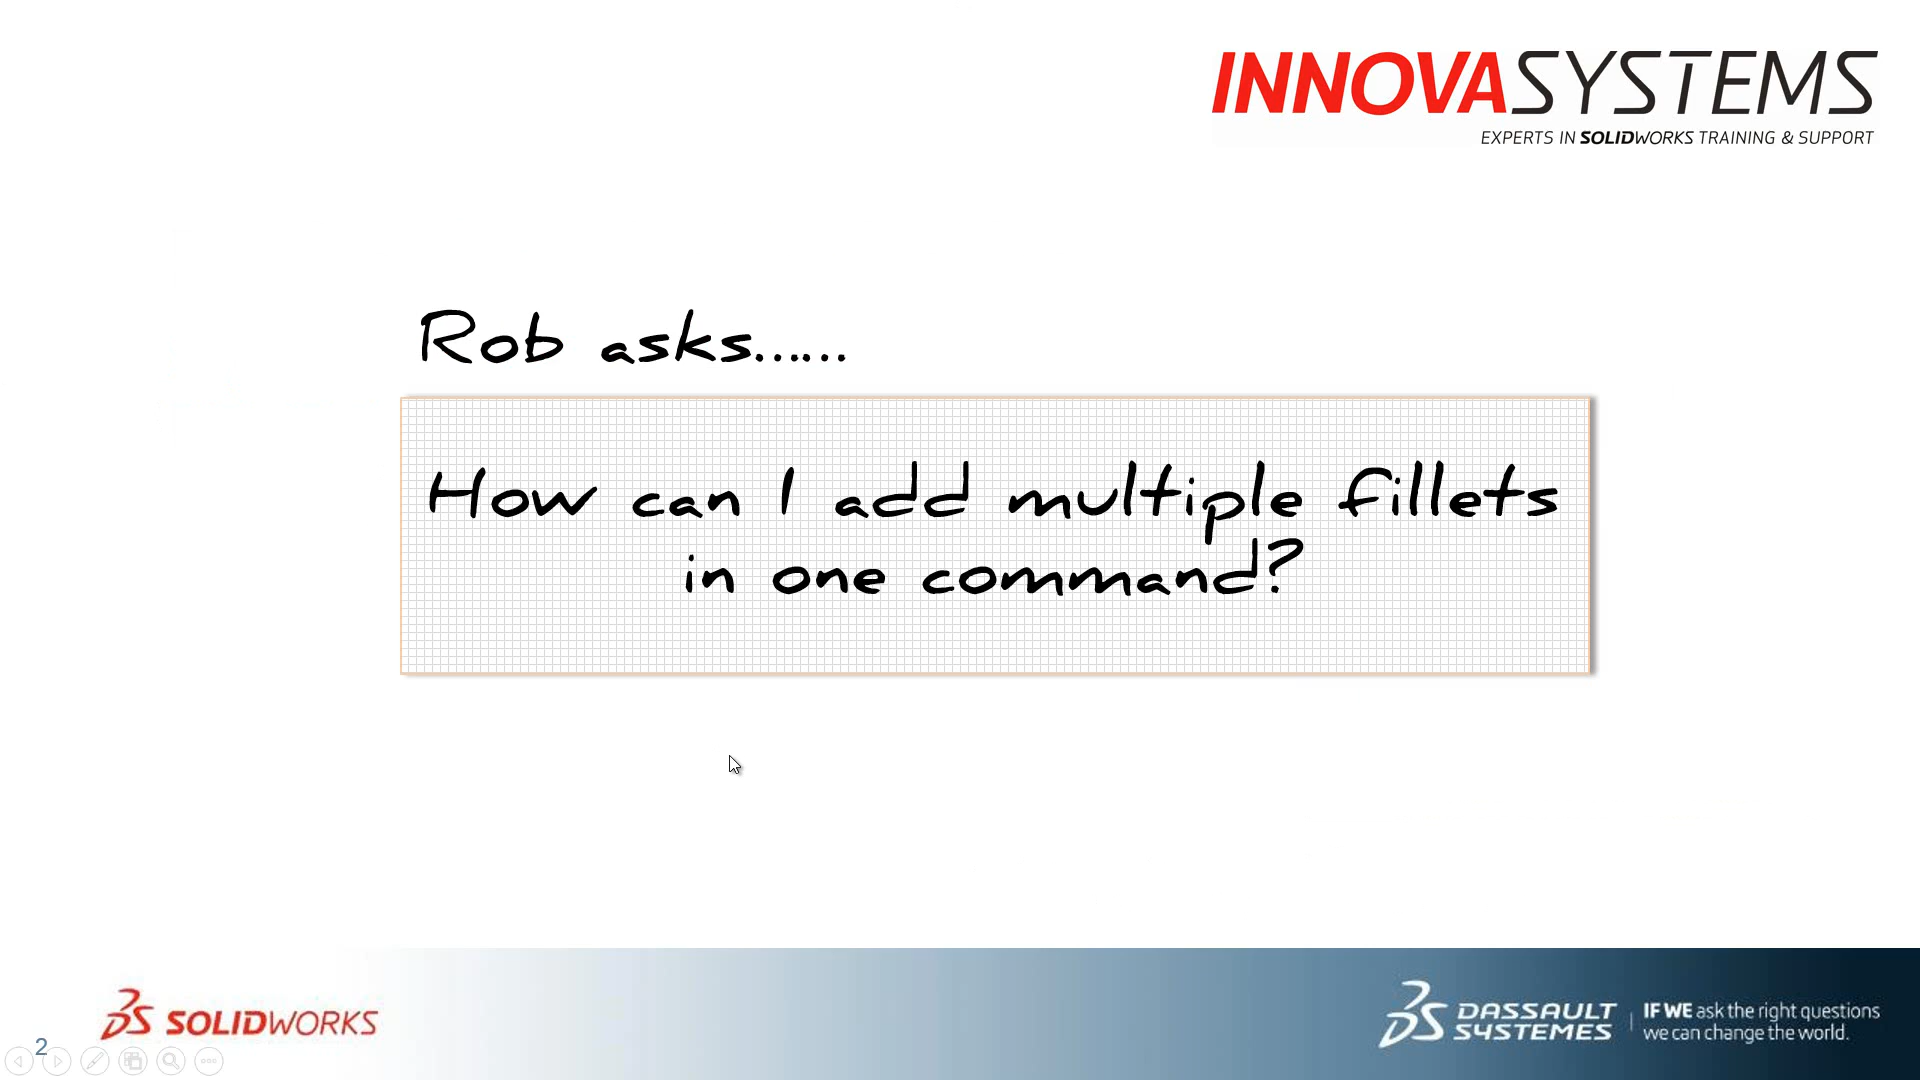 INNOVASYSTEMS
EXPERTS IN SOLIDWORKS TRAINING & SUPPORT
Rob asks......
How can I add multiple fillets
in one command?
2
SOLIDWORKS
DASSAULT
SYSTEMES
IF WE ask the right questions
we can change the world.